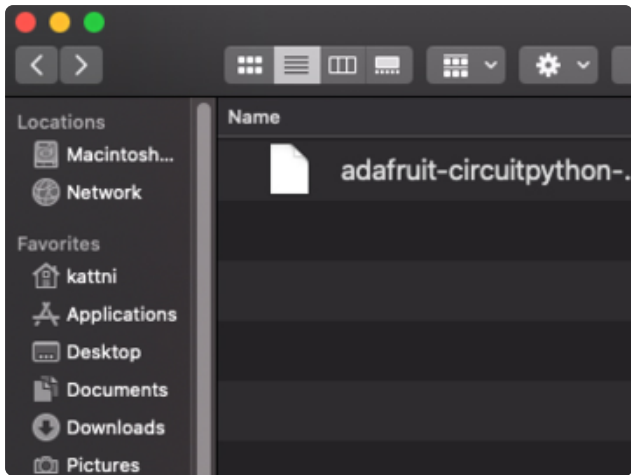 Locations
Macintosh...
Network
Favorites
kattni
Applications
Desktop
Documents
Downloads
Pictures
Name
adafruit-circuitpython-..